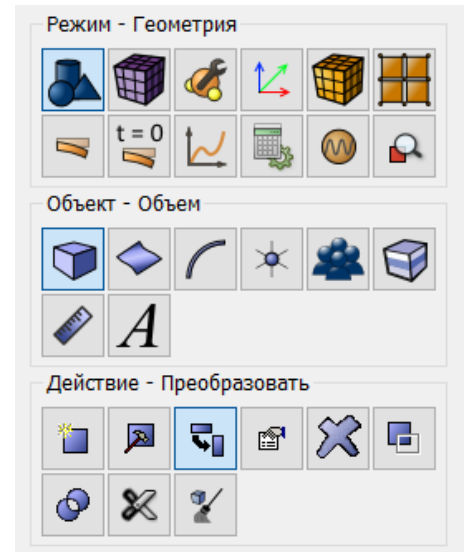 Режим - Геометрия
t = 0
Объект - Объем
A
Действие - Преобразовать